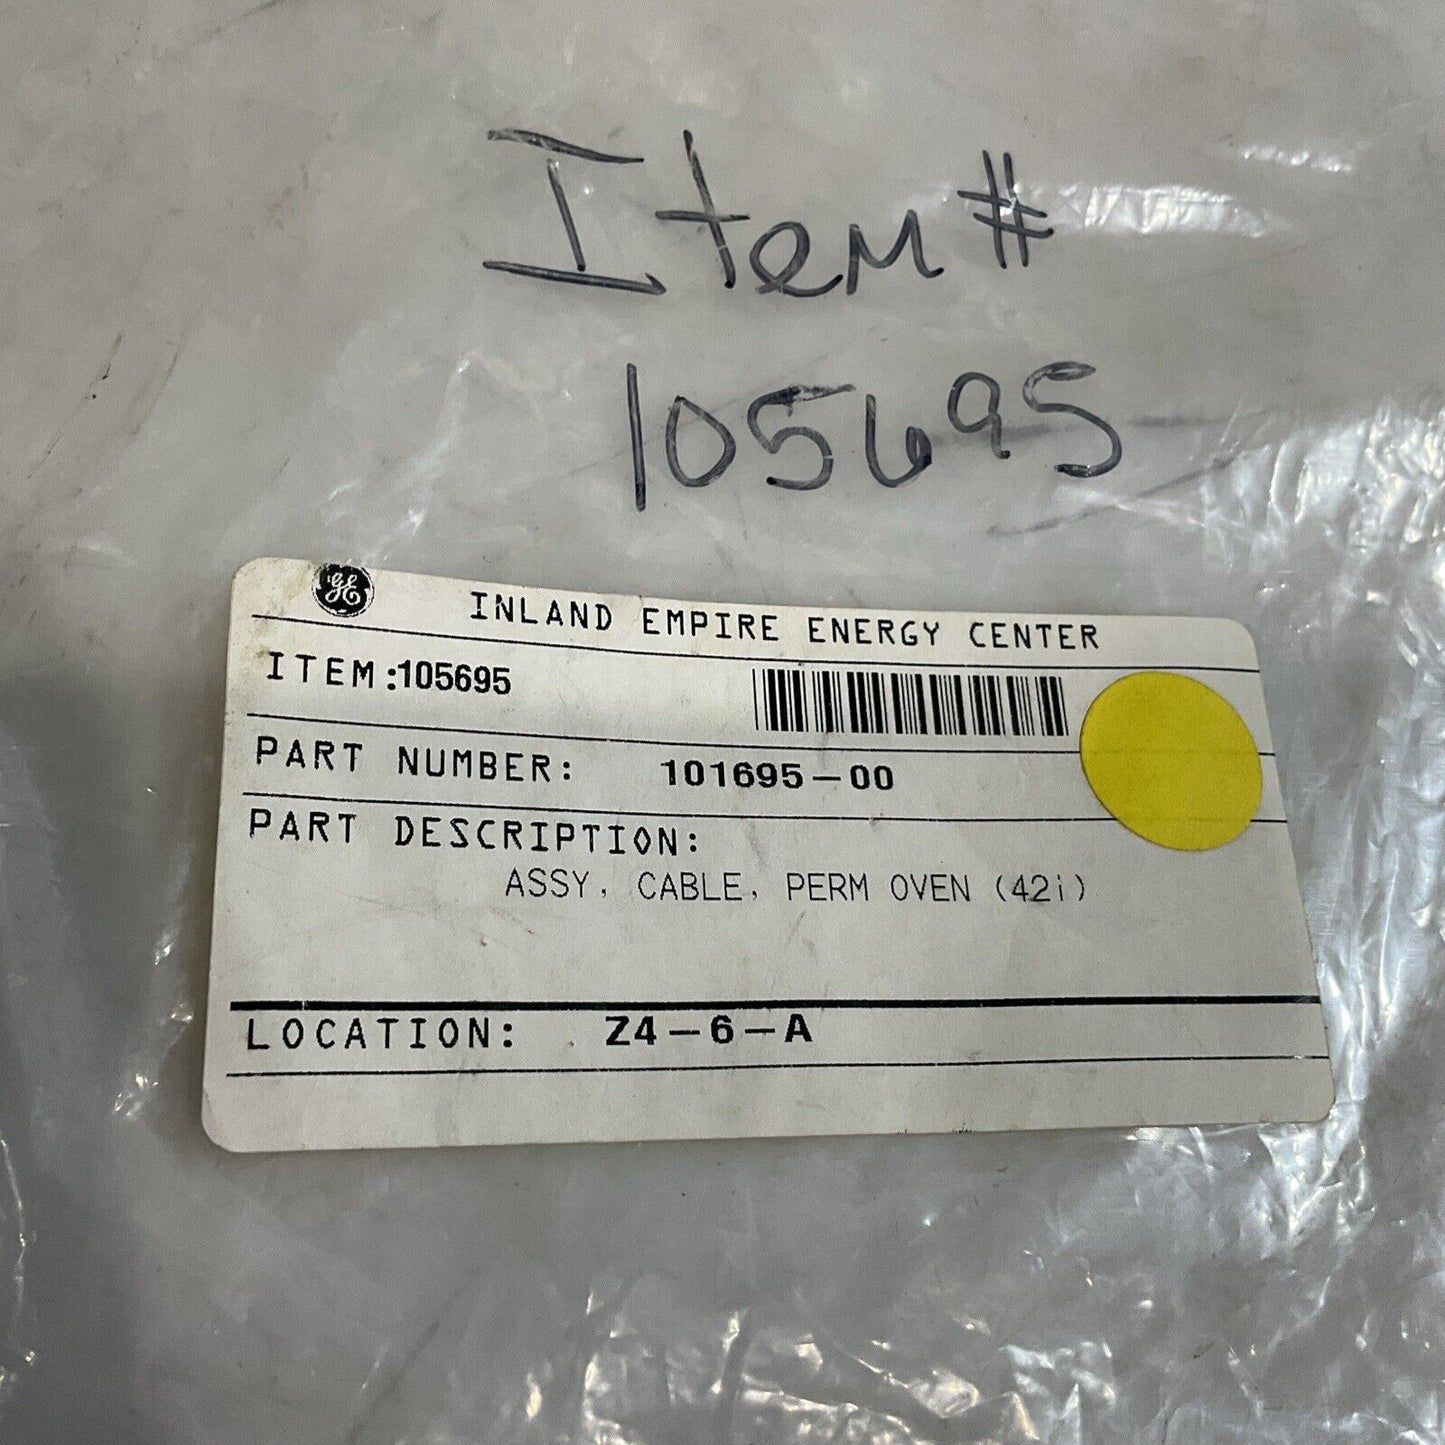 Item #
105695
GE
INLAND EMPIRE ENERGY CENTER
ITEM:105695
PART NUMBER: 101695-00
PART DESCRIPTION:
ASSY, CABLE, PERM OVEN (42i)
LOCATION: Z4-6-A